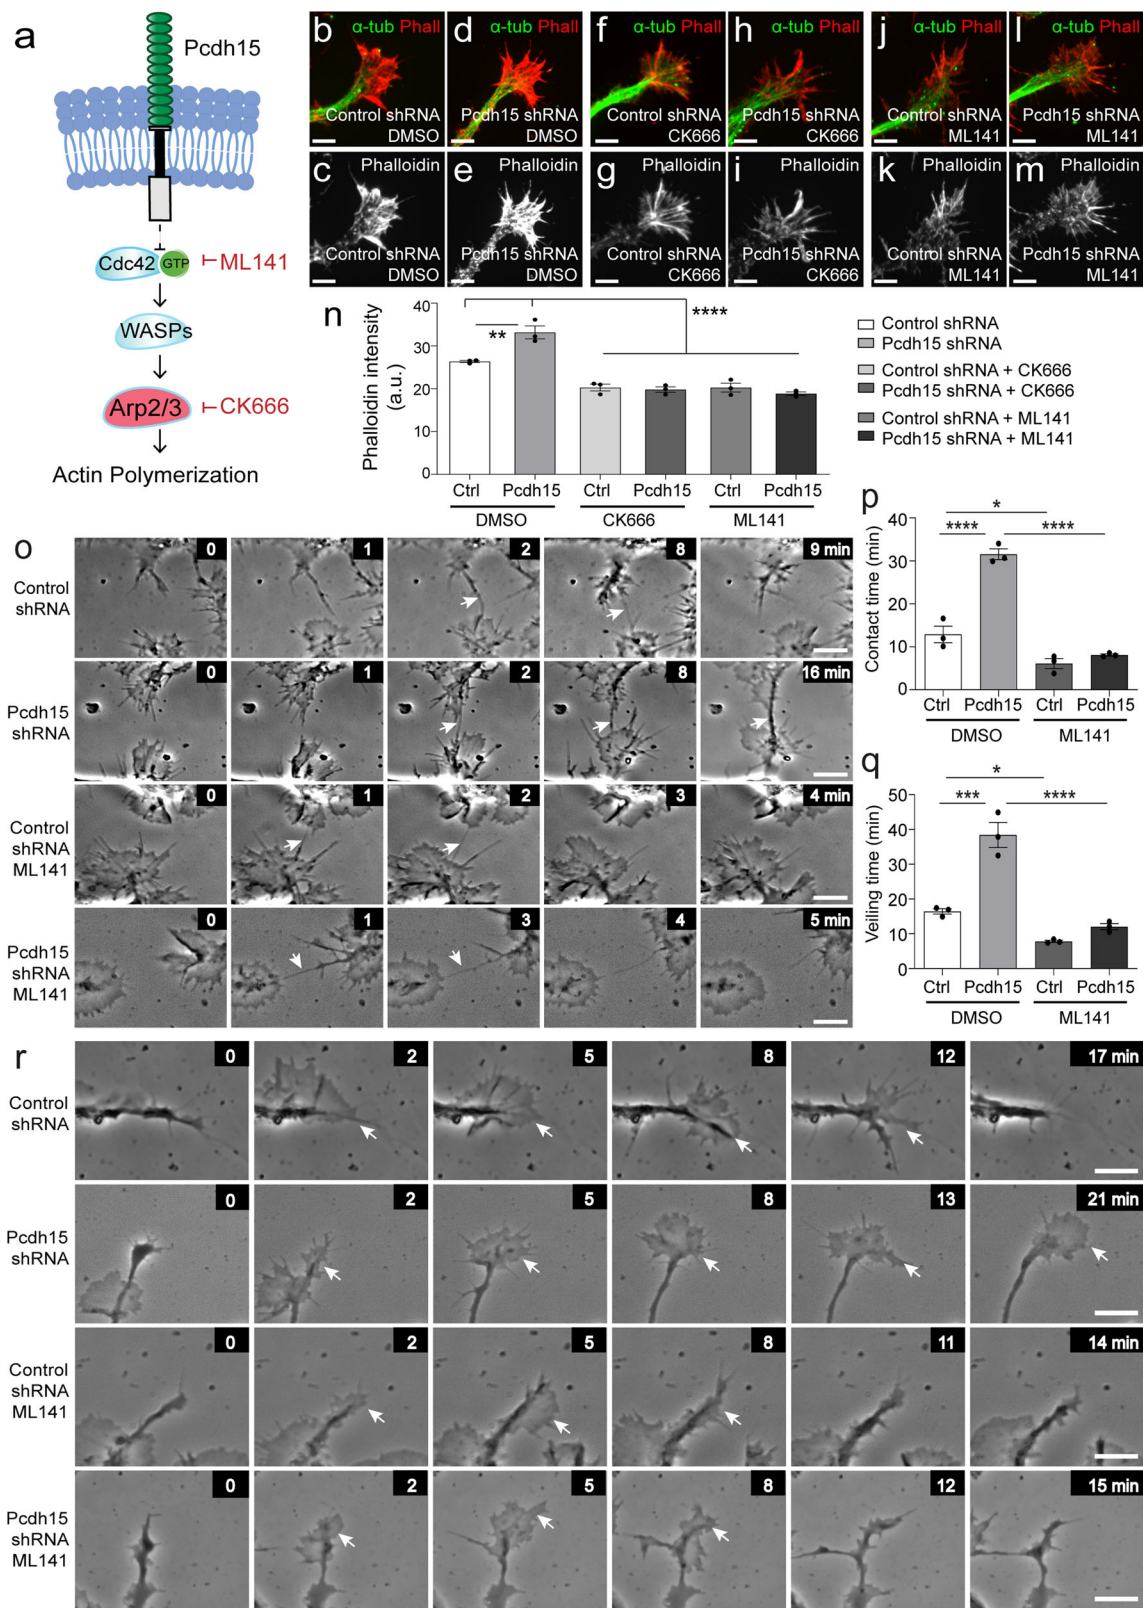 a
Pcdh15
Cdc42
GTP
ML141
WASPs
Arp2/3
CK666
Actin Polymerization
b
α-tub Phall
Control shRNA
DMSO
d
α-tub Phall
Pcdh15 shRNA
DMSO
f
α-tub Phall
Control shRNA
CK666
h
α-tub Phall
Pcdh15 shRNA
CK666
j
α-tub Phall
Control shRNA
ML141
l
α-tub Phall
Pcdh15 shRNA
ML141
c
Phalloidin
Control shRNA
DMSO
e
Phalloidin
Pcdh15 shRNA
DMSO
g
Phalloidin
Control shRNA
CK666
i
Phalloidin
Pcdh15 shRNA
CK666
k
Phalloidin
Control shRNA
ML141
m
Phalloidin
Pcdh15 shRNA
ML141
n
Phalloidin intensity
(a.u.)
40
30
20
10
0
**
****
Ctrl Pcdh15 Ctrl Pcdh15 Ctrl Pcdh15
DMSO CK666 ML141
Control shRNA
Pcdh15 shRNA
Control shRNA + CK666
Pcdh15 shRNA + CK666
Control shRNA + ML141
Pcdh15 shRNA + ML141
o
Control
shRNA
0 1 2 8 9 min
Pcdh15
shRNA
0 1 2 8 16 min
Control
shRNA
ML141
0 1 2 3 4 min
Pcdh15
shRNA
ML141
0 1 3 4 5 min
p
Contact time (min)
40
30
20
10
0
*
**** ****
Ctrl Pcdh15 Ctrl Pcdh15
DMSO ML141
q
Veiling time (min)
50
40
30
20
10
0
*
*** ****
Ctrl Pcdh15 Ctrl Pcdh15
DMSO ML141
r
Control
shRNA
0 2 5 8 12 17 min
Pcdh15
shRNA
0 2 5 8 13 21 min
Control
shRNA
ML141
0 2 5 8 11 14 min
Pcdh15
shRNA
ML141
0 2 5 8 12 15 min